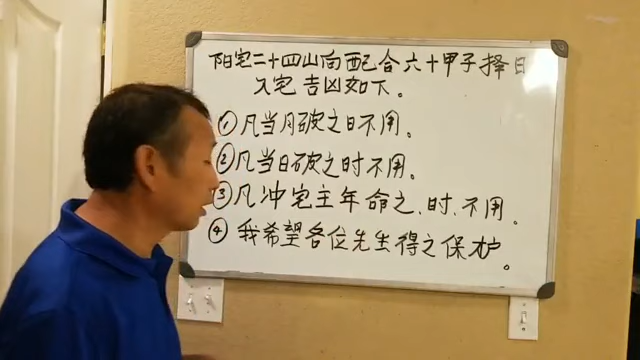 阳宅二十四山向配合六十甲子择日
入宅吉凶如下。
①凡当月破之日不用。
②凡当日破之时不用。
③凡冲宅主年命之、时、不用。
④我希望各位先生得之保护。